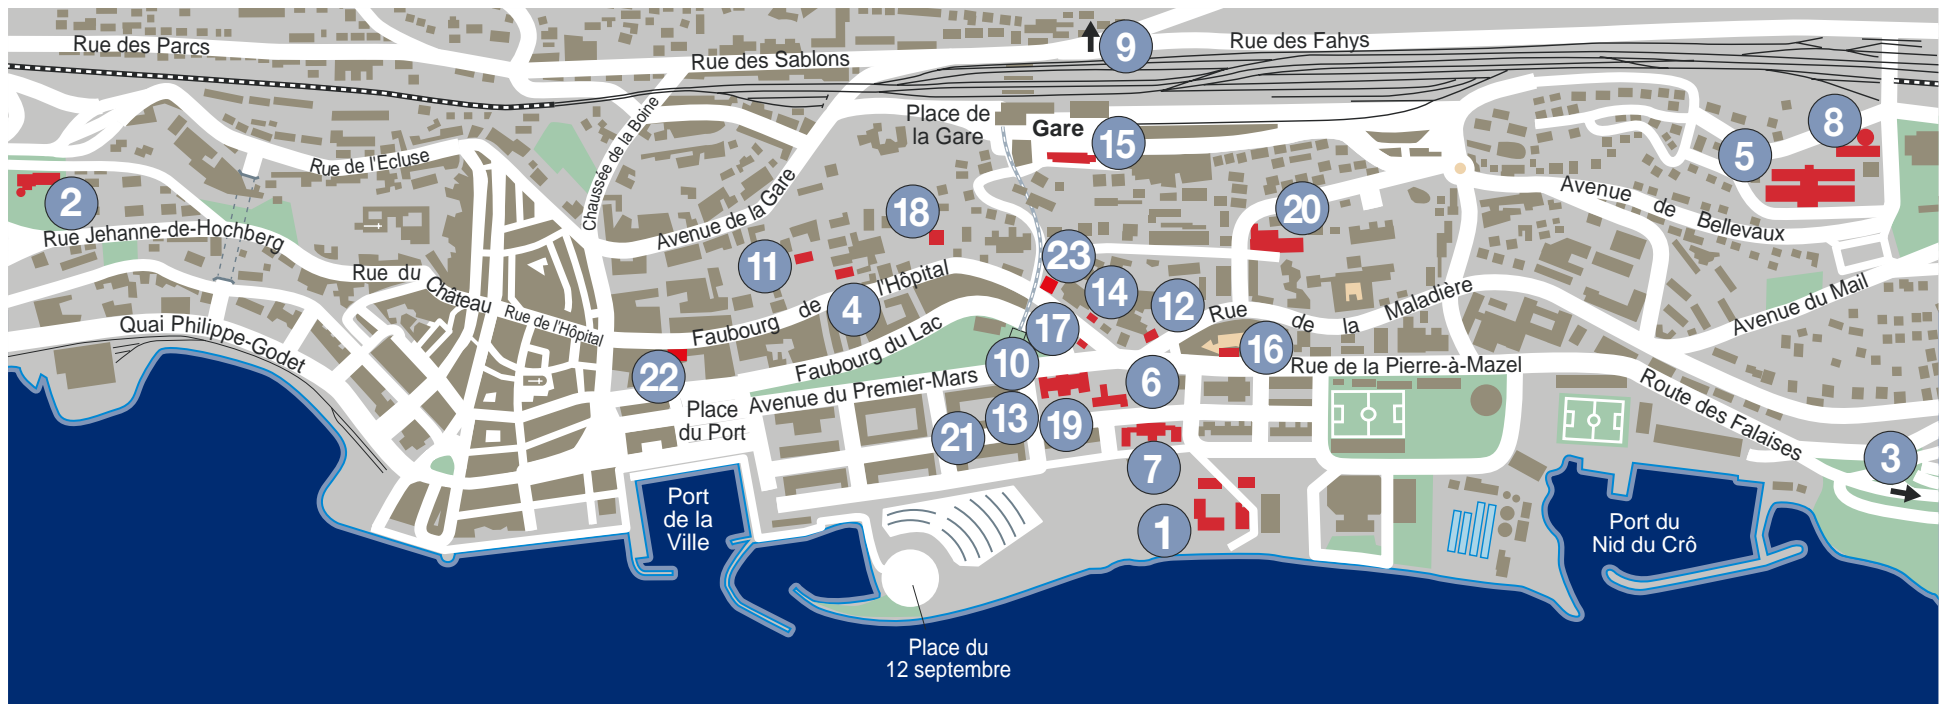 Rue des Parcs
Rue des Sablons
9
Rue des Fahys
Place de
la Gare
Gare
15
8
5
Rue de l'Ecluse
Chaussée de la Boine
2
Avenue de la Gare
18
20
Avenue de Bellevaux
Rue Jehanne-de-Hochberg
11
23
Rue du Château
Rue de l'Hôpital
Faubourg de l'Hôpital
4
14
12
Rue de la Maladière
Avenue du Mail
Quai Philippe-Godet
17
Faubourg du Lac
16
10
Rue de la Pierre-à-Mazel
22
Avenue du Premier-Mars
6
Route des Falaises
Place
du Port
21
13
19
7
3
Port
de la
Ville
1
Port du
Nid du Crô
Place du
12 septembre